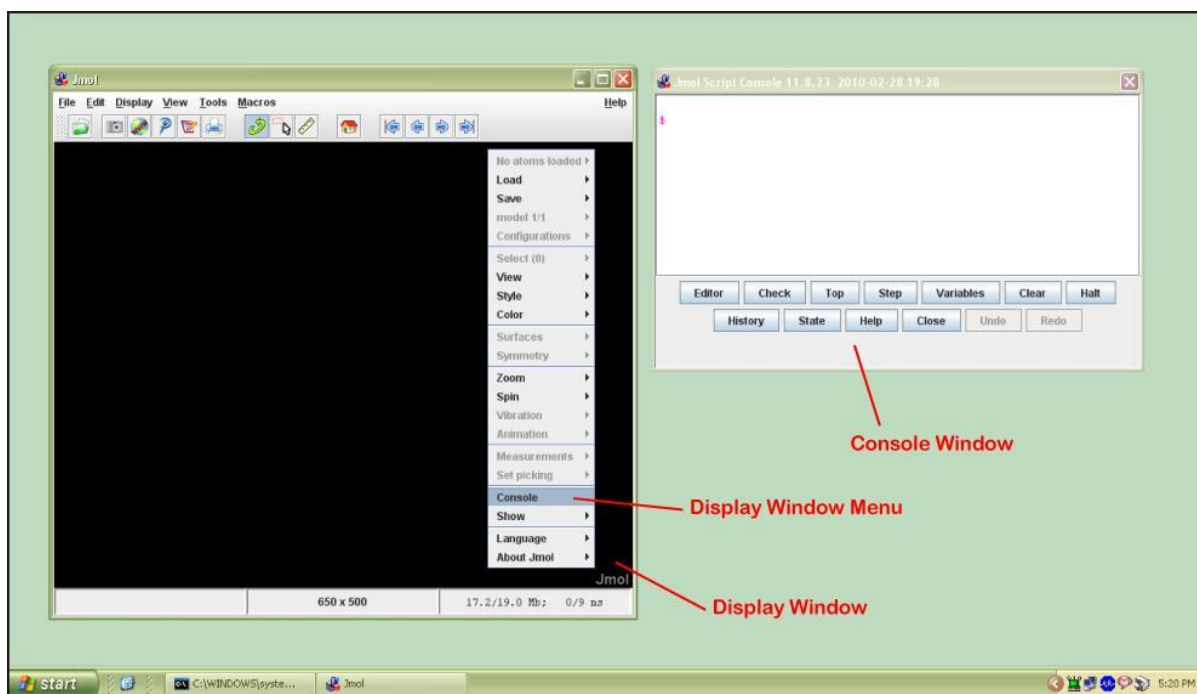 Jmol
File Edit Display View Tools Macros Help
No atoms loaded
Load
Save
model 1/1
Configurations
Select (0)
View
Style
Color
Surfaces
Symmetry
Zoom
Spin
Vibration
Animation
Measurements
Set picking
Console
Show
Language
About Jmol
Jmol
650 x 500 17.2/19.0 Mb; 0/9 ns
Jmol Script Console 11.8.23 2010-02-28 19:28
$
Editor Check Top Step Variables Clear Halt
History State Help Close Undo Redo
Console Window
Display Window Menu
Display Window
start C:\WINDOWS\syste... Jmol 5:20 PM